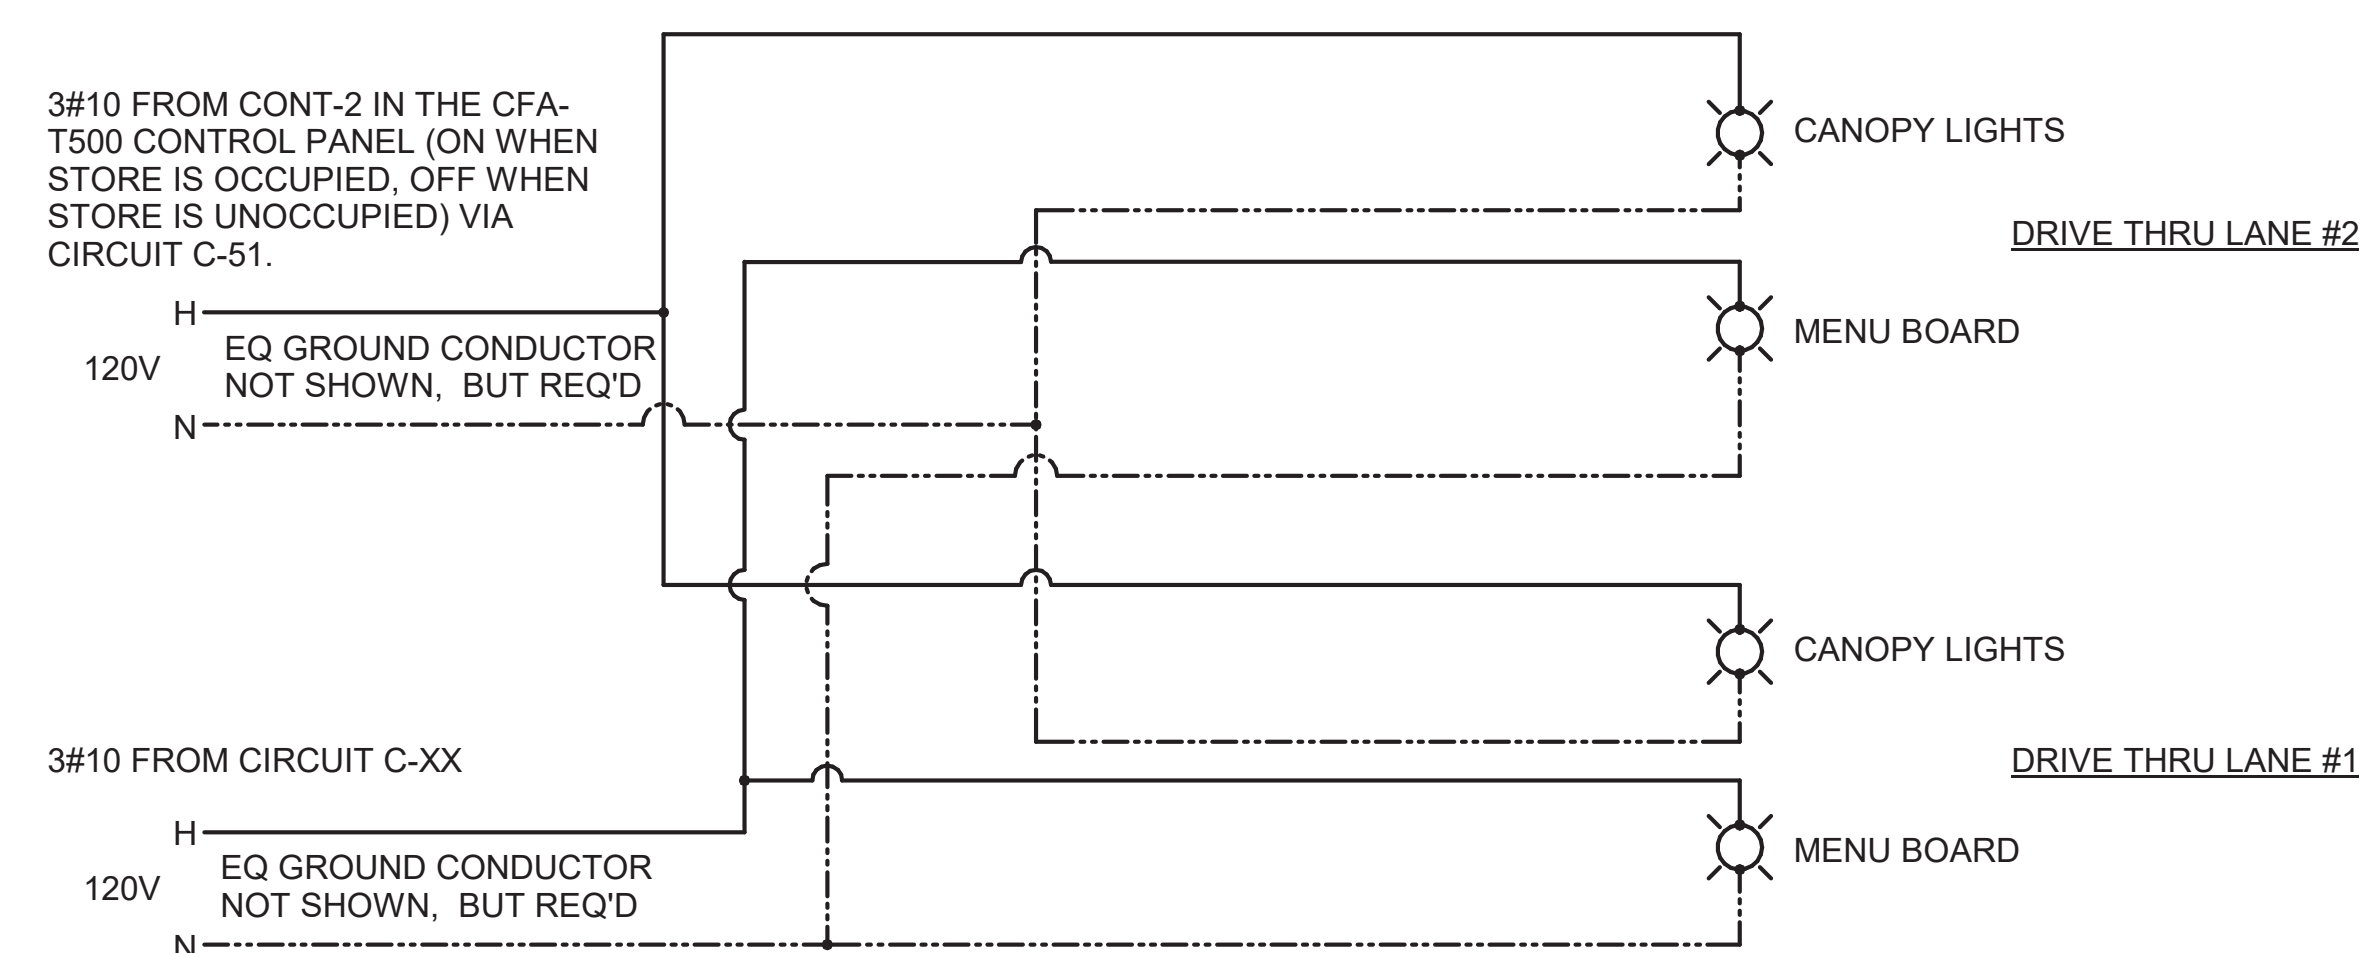 3#10 FROM CONT-2 IN THE CFA-
T500 CONTROL PANEL (ON WHEN
STORE IS OCCUPIED, OFF WHEN
STORE IS UNOCCUPIED) VIA
CIRCUIT C-51.
CANOPY LIGHTS
DRIVE THRU LANE #2
H
EQ GROUND CONDUCTOR
NOT SHOWN,  BUT REQ'D
120V
N
MENU BOARD
CANOPY LIGHTS
3#10 FROM CIRCUIT C-XX
DRIVE THRU LANE #1
H
EQ GROUND CONDUCTOR
NOT SHOWN,  BUT REQ'D
120V
N
MENU BOARD